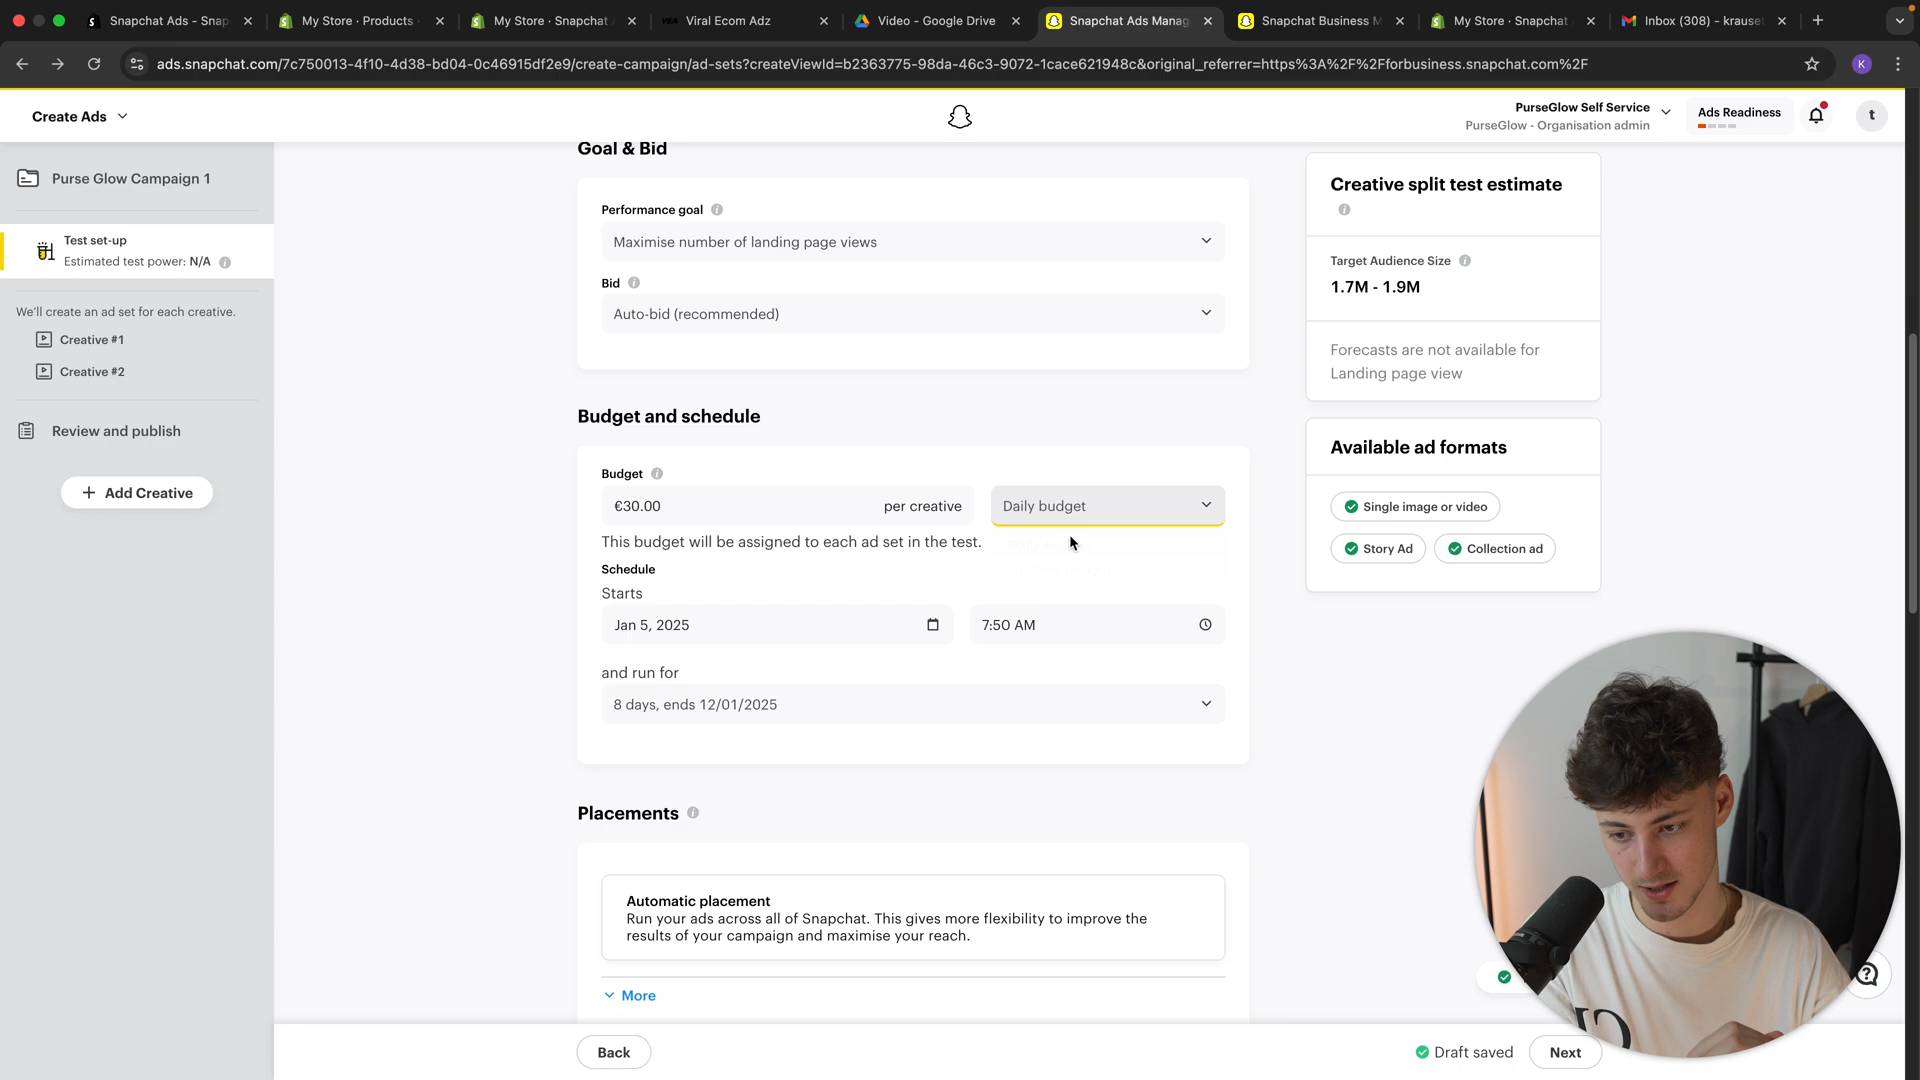 Snapchat Ads - Snap
My Store · Products
My Store · Snapchat
VEA
Viral Ecom Adz
Video - Google Drive
Snapchat Ads Manag
Snapchat Business M
My Store · Snapchat
Inbox (308) - krause
ads.snapchat.com/7c750013-4f10-4d38-bd04-0c46915df2e9/create-campaign/ad-sets?createViewId=b2363775-98da-46c3-9072-1cace621948c&original_referrer=https%3A%2F%2Fforbusiness.snapchat.com%2F
K
Create Ads
PurseGlow Self Service
PurseGlow - Organisation admin
Ads Readiness
t
Purse Glow Campaign 1
Test set-up
Estimated test power: N/A
We'll create an ad set for each creative.
Creative #1
Creative #2
Review and publish
+ Add Creative
Goal & Bid
Performance goal
Maximise number of landing page views
Bid
Auto-bid (recommended)
Budget and schedule
Budget
€30.00
per creative
Daily budget
This budget will be assigned to each ad set in the test.
Schedule
Starts
Jan 5, 2025
7:50 AM
and run for
8 days, ends 12/01/2025
Placements
Automatic placement
Run your ads across all of Snapchat. This gives more flexibility to improve the
results of your campaign and maximise your reach.
More
Back
Draft saved
Next
Creative split test estimate
Target Audience Size
1.7M - 1.9M
Forecasts are not available for
Landing page view
Available ad formats
Single image or video
Story Ad
Collection ad